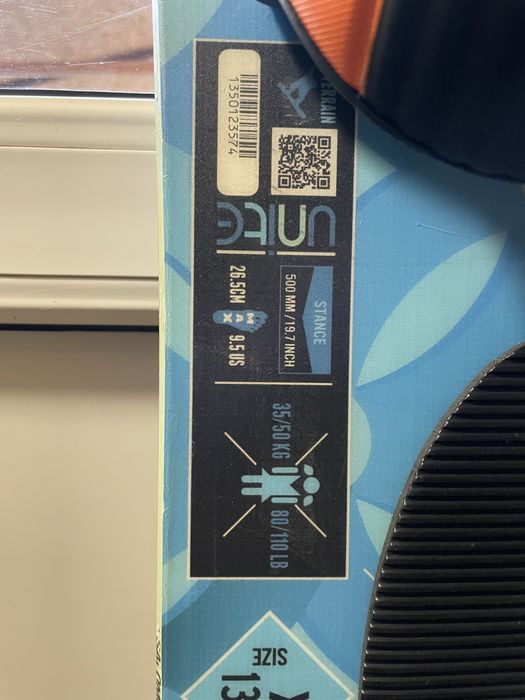 TERRAIN
1350123574
unite
STANCE
500 MM / 19.7 INCH
26.5CM MAX 9.5 US
35/50 KG
80/110 LB
SIZE